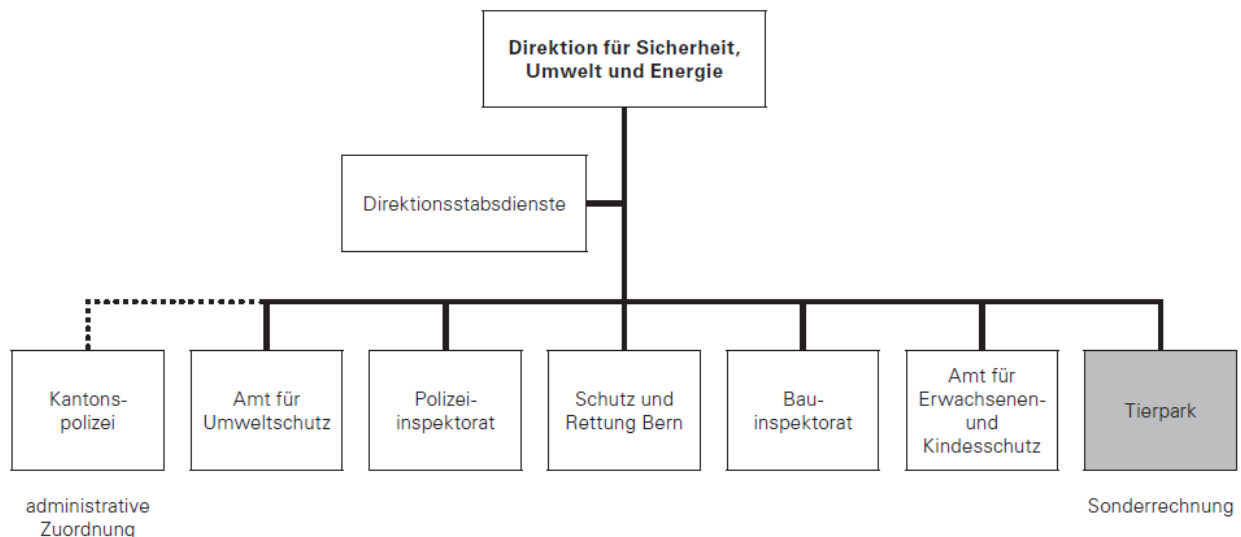 Direktion für Sicherheit,
Umwelt und Energie
Direktionsstabsdienste
Kantons-
polizei
Amt für
Umweltschutz
Polizei-
inspektorat
Schutz und
Rettung Bern
Bau-
inspektorat
Amt für
Erwachsenen-
und
Kindesschutz
Tierpark
administrative
Zuordnung
Sonderrechnung